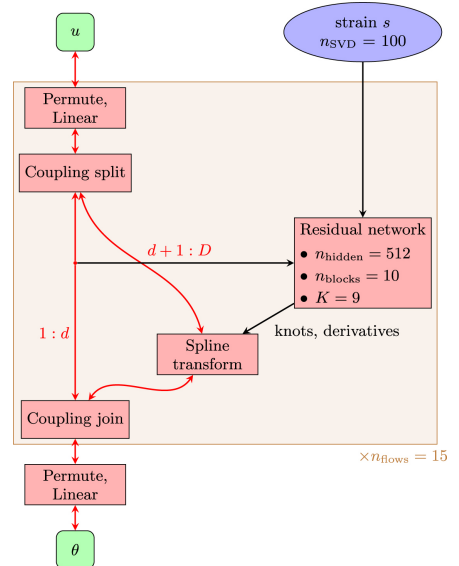 u
strain s
n_SVD = 100
Permute,
Linear
Coupling split
d + 1 : D
Residual network
• n_hidden = 512
• n_blocks = 10
• K = 9
1 : d
knots, derivatives
Spline
transform
Coupling join
×n_flows = 15
Permute,
Linear
θ